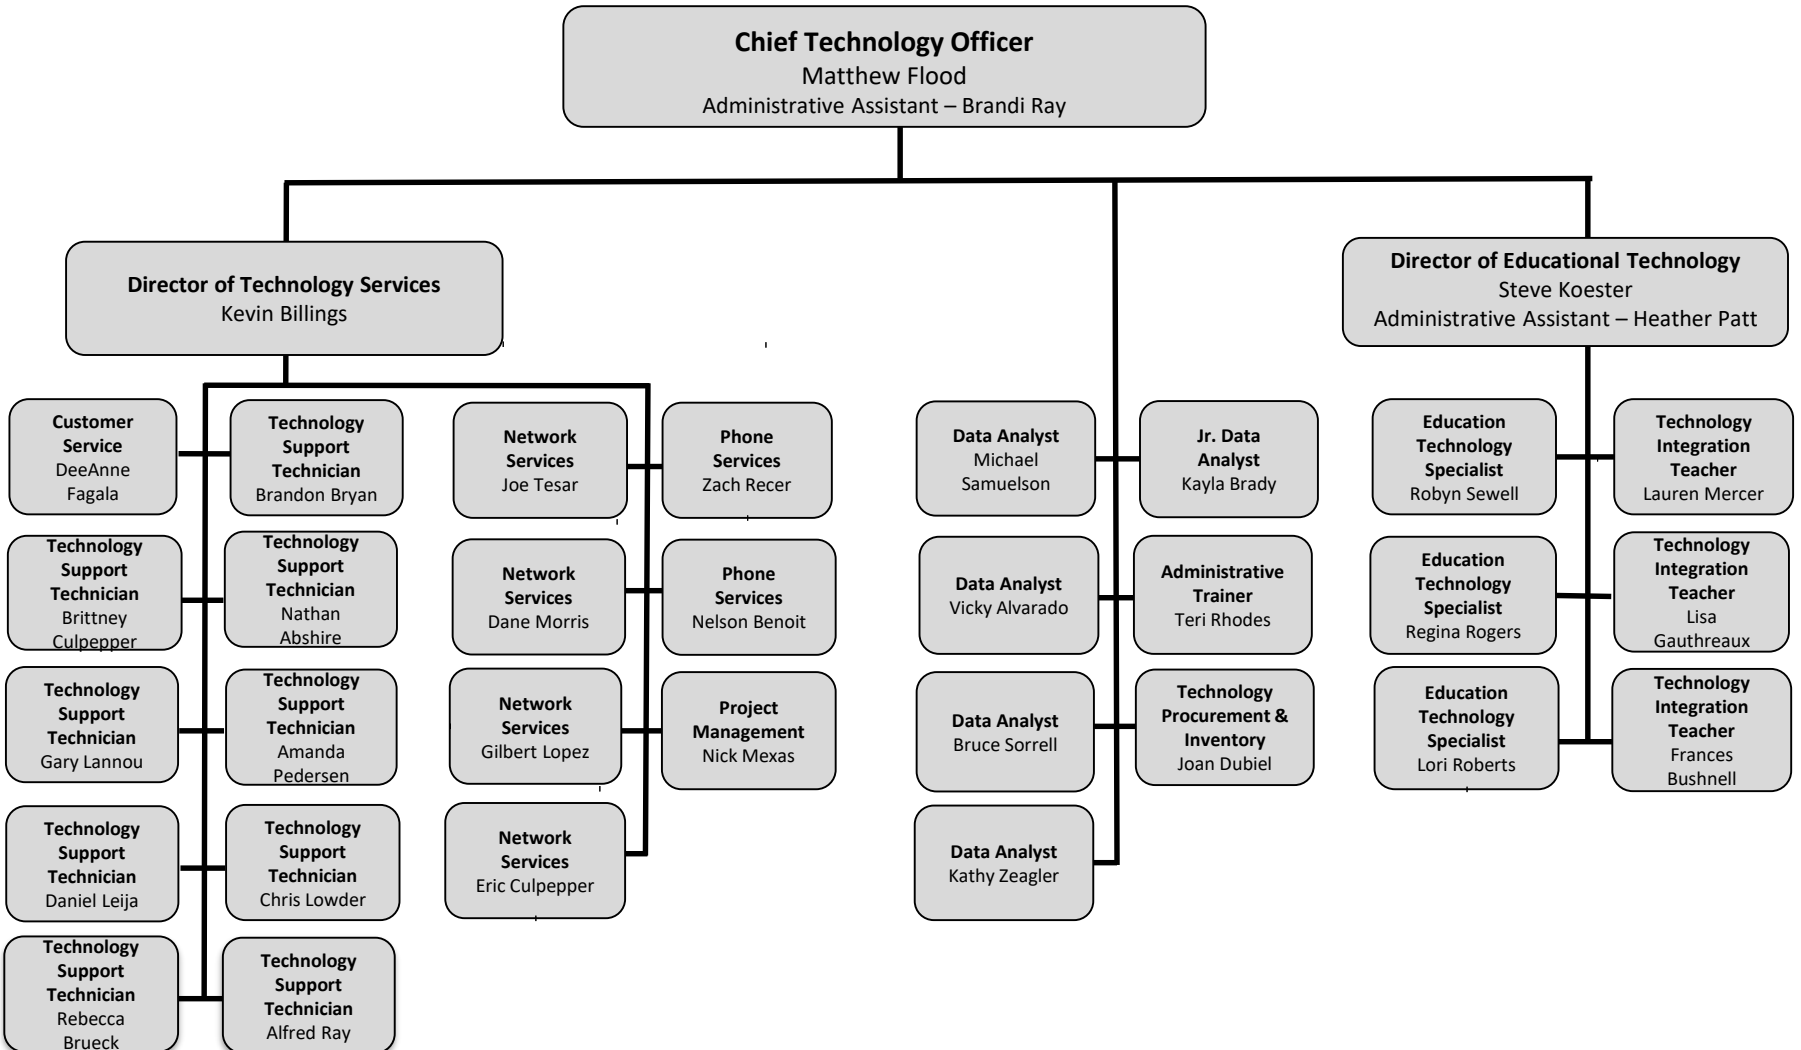 Chief Technology Officer
Matthew Flood
Administrative Assistant – Brandi Ray
Director of Technology Services
Kevin Billings
Director of Educational Technology
Steve Koester
Administrative Assistant – Heather Patt
Customer
Service
DeeAnne
Fagala
Technology
Support
Technician
Brandon Bryan
Technology
Support
Technician
Brittney
Culpepper
Technology
Support
Technician
Nathan
Abshire
Technology
Support
Technician
Gary Lannou
Technology
Support
Technician
Amanda
Pedersen
Technology
Support
Technician
Daniel Leija
Technology
Support
Technician
Chris Lowder
Technology
Support
Technician
Rebecca
Brueck
Technology
Support
Technician
Alfred Ray
Network
Services
Joe Tesar
Phone
Services
Zach Recer
Network
Services
Dane Morris
Phone
Services
Nelson Benoit
Network
Services
Gilbert Lopez
Project
Management
Nick Mexas
Network
Services
Eric Culpepper
Data Analyst
Michael
Samuelson
Jr. Data
Analyst
Kayla Brady
Data Analyst
Vicky Alvarado
Administrative
Trainer
Teri Rhodes
Data Analyst
Bruce Sorrell
Technology
Procurement &
Inventory
Joan Dubiel
Data Analyst
Kathy Zeagler
Education
Technology
Specialist
Robyn Sewell
Technology
Integration
Teacher
Lauren Mercer
Education
Technology
Specialist
Regina Rogers
Technology
Integration
Teacher
Lisa
Gauthreaux
Education
Technology
Specialist
Lori Roberts
Technology
Integration
Teacher
Frances
Bushnell